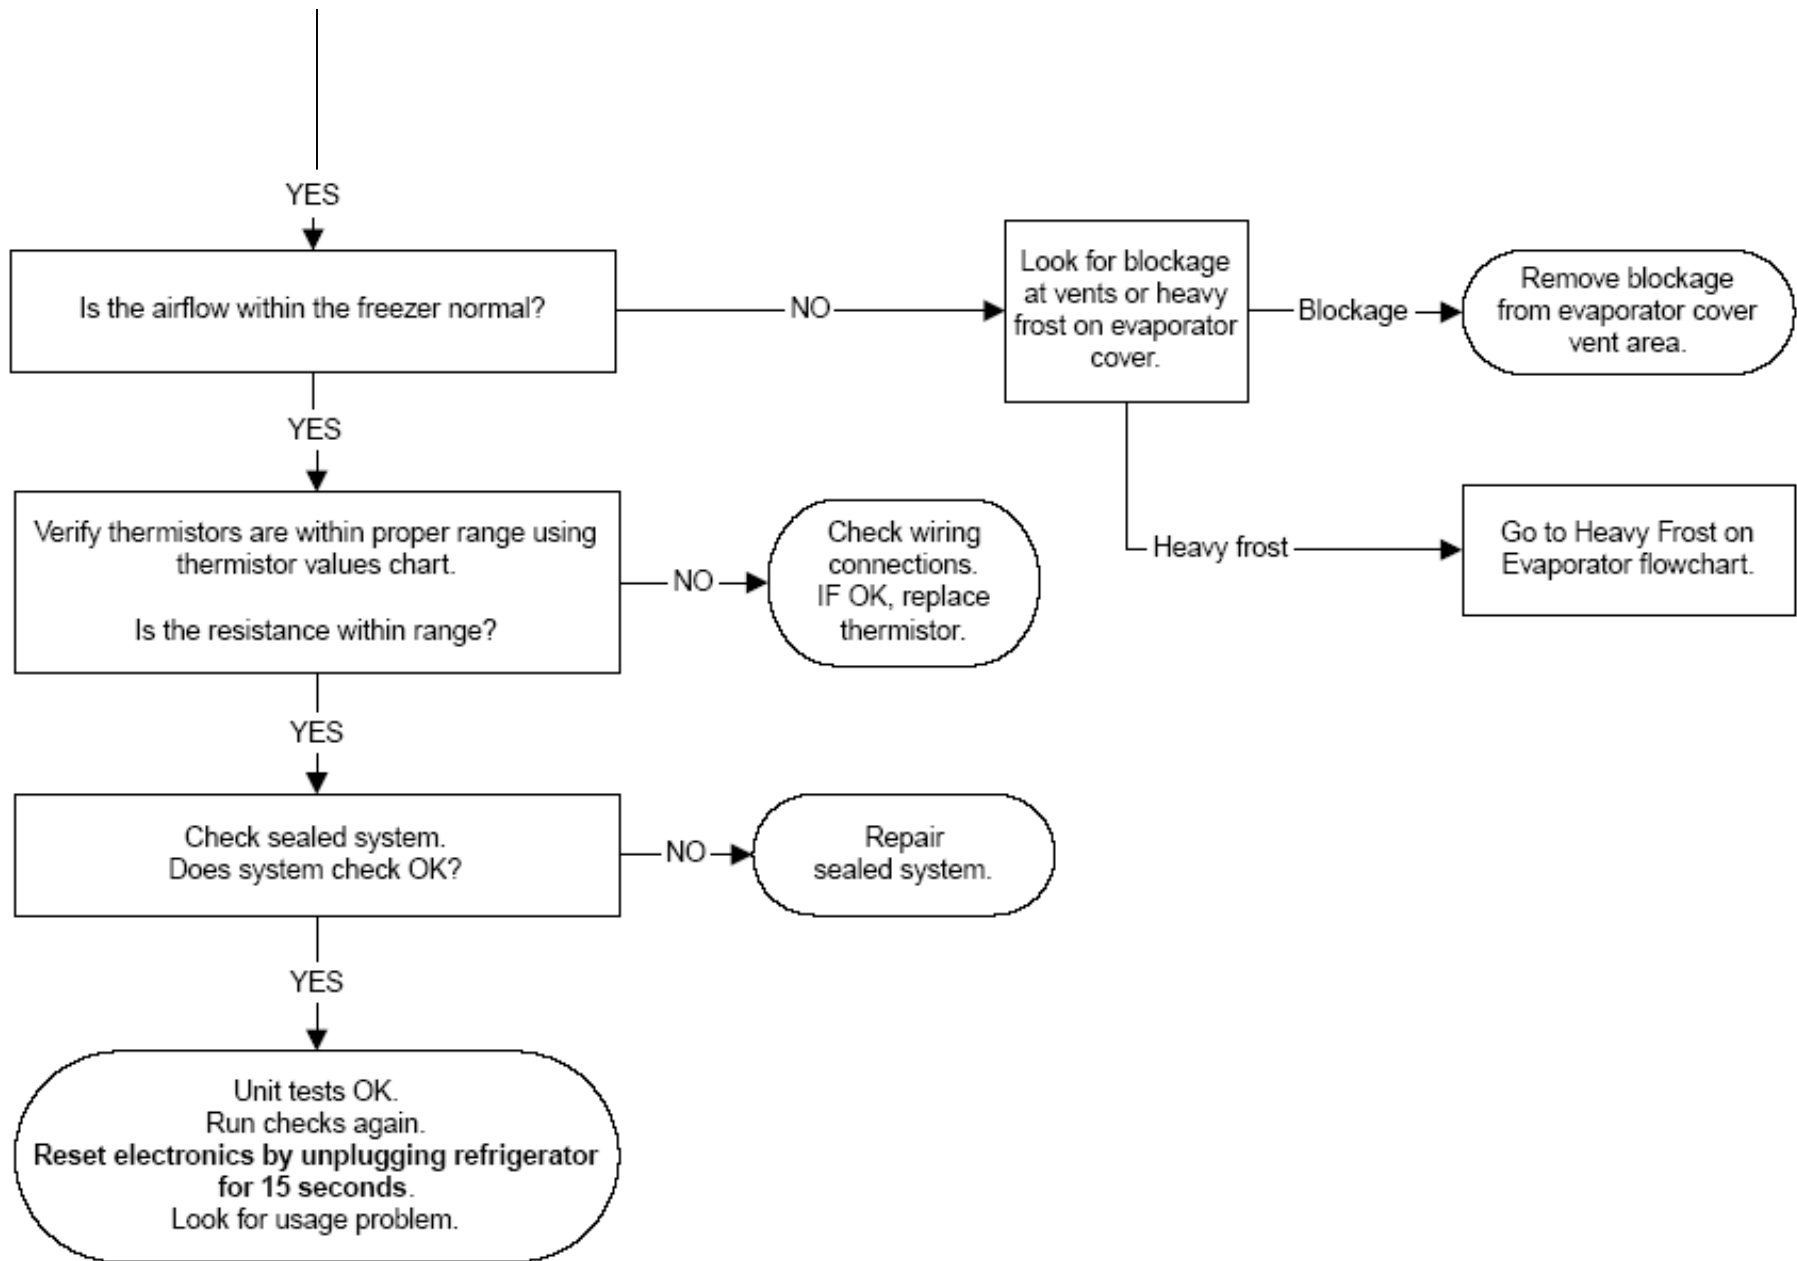 YES
Is the airflow within the freezer normal?
NO
Look for blockage
at vents or heavy
frost on evaporator
cover.
Blockage
Remove blockage
from evaporator cover
vent area.
Heavy frost
Go to Heavy Frost on
Evaporator flowchart.
YES
Verify thermistors are within proper range using
thermistor values chart.
Is the resistance within range?
NO
Check wiring
connections.
IF OK, replace
thermistor.
YES
Check sealed system.
Does system check OK?
NO
Repair
sealed system.
YES
Unit tests OK.
Run checks again.
Reset electronics by unplugging refrigerator
for 15 seconds.
Look for usage problem.